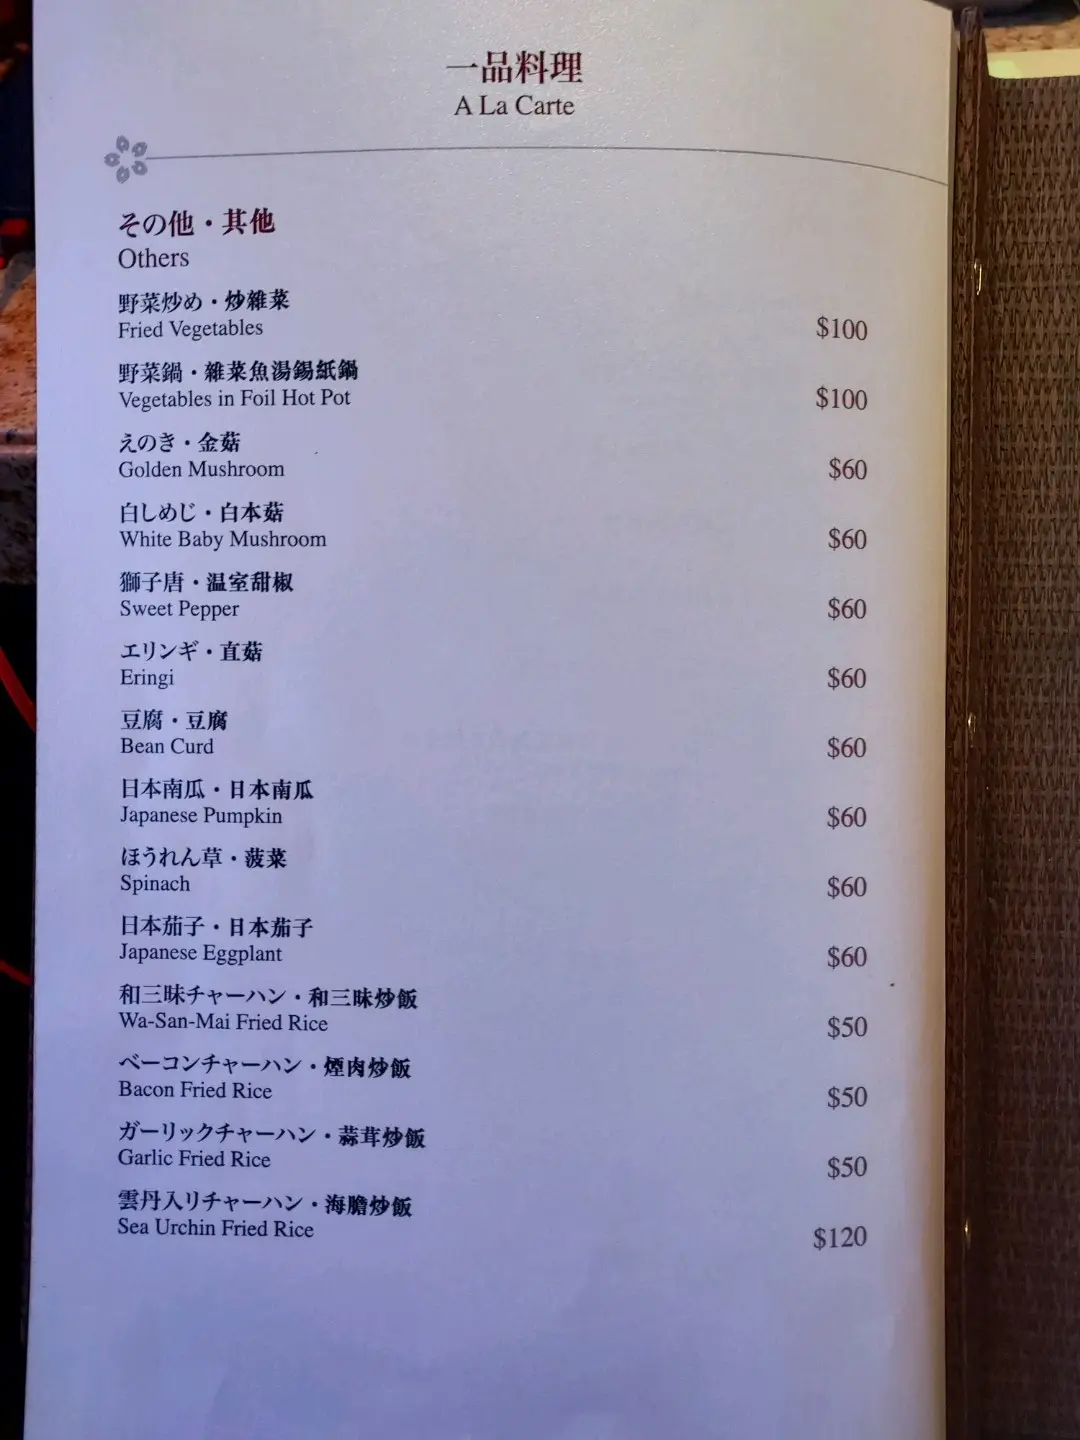 一品料理
A La Carte
その他・其他
Others
野菜炒め・炒雜菜
Fried Vegetables
$100
野菜鍋・雜菜魚湯錫紙鍋
Vegetables in Foil Hot Pot
$100
えのき・金菇
Golden Mushroom
$60
白しめじ・白本菇
White Baby Mushroom
$60
獅子唐・温室甜椒
Sweet Pepper
$60
エリンギ・直菇
Eringi
$60
豆腐・豆腐
Bean Curd
$60
日本南瓜・日本南瓜
Japanese Pumpkin
$60
ほうれん草・菠菜
Spinach
$60
日本茄子・日本茄子
Japanese Eggplant
$60
和三昧チャーハン・和三昧炒飯
Wa-San-Mai Fried Rice
$50
ベーコンチャーハン・煙肉炒飯
Bacon Fried Rice
$50
ガーリックチャーハン・蒜茸炒飯
Garlic Fried Rice
$50
雲丹入りチャーハン・海膽炒飯
Sea Urchin Fried Rice
$120